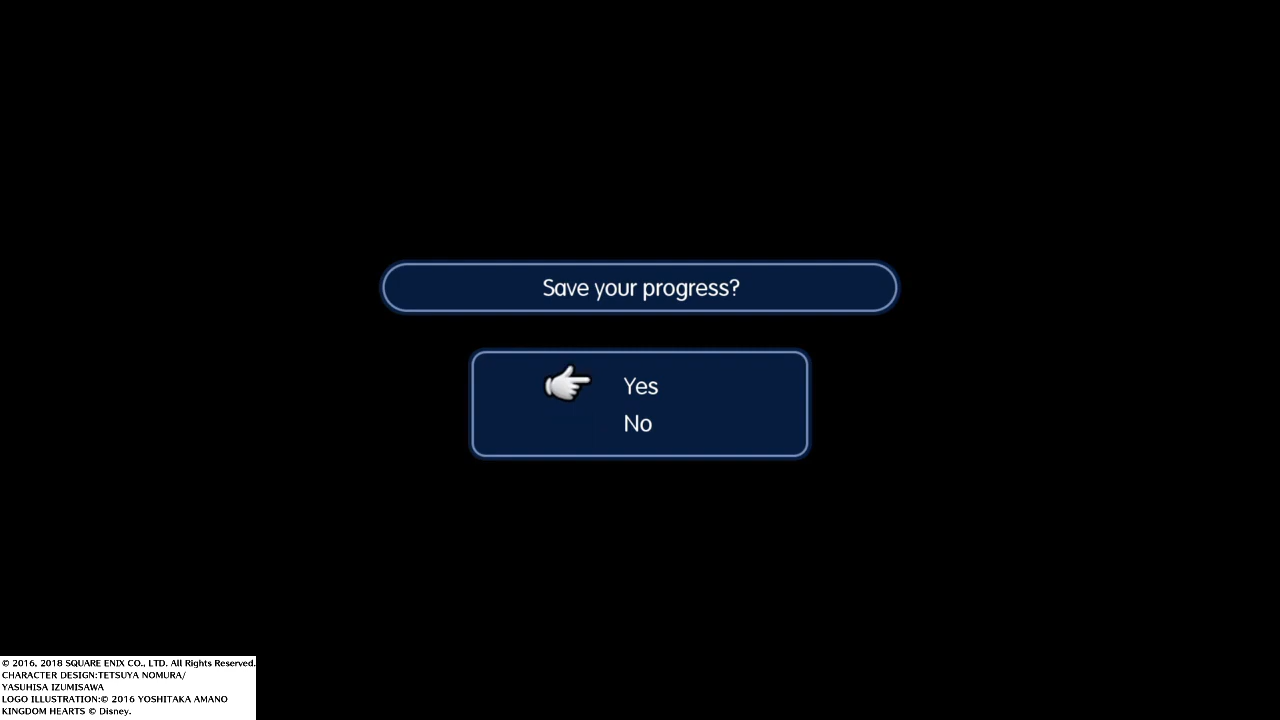 Save your progress?
Yes
No
© 2016, 2018 SQUARE ENIX CO., LTD. All Rights Reserved.
CHARACTER DESIGN:TETSUYA NOMURA/
YASUHISA IZUMISAWA
LOGO ILLUSTRATION:© 2016 YOSHITAKA AMANO
KINGDOM HEARTS © Disney.